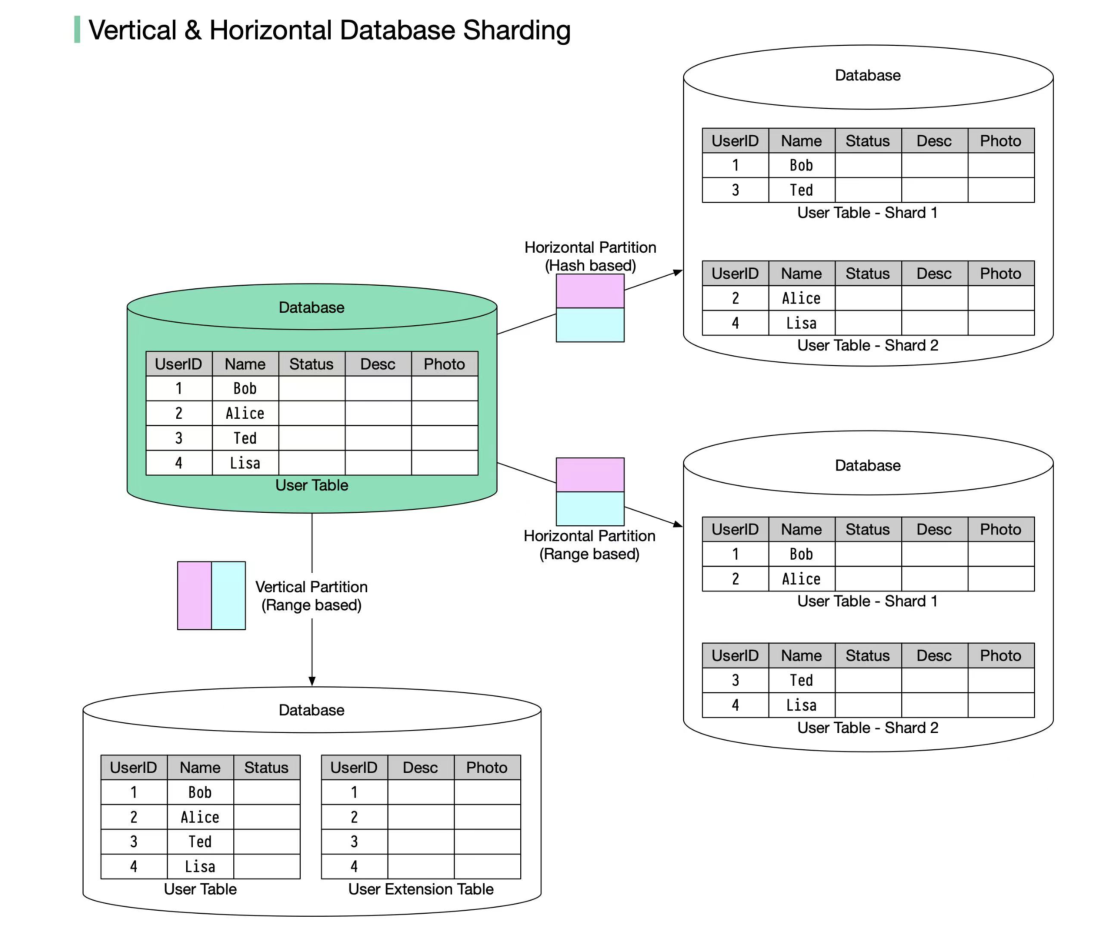 Vertical & Horizontal Database Sharding
Database
UserID Name Status Desc Photo
1 Bob
2 Alice
3 Ted
4 Lisa
User Table
Horizontal Partition
(Hash based)
Database
UserID Name Status Desc Photo
1 Bob
3 Ted
User Table - Shard 1
UserID Name Status Desc Photo
2 Alice
4 Lisa
User Table - Shard 2
Horizontal Partition
(Range based)
Database
UserID Name Status Desc Photo
1 Bob
2 Alice
User Table - Shard 1
UserID Name Status Desc Photo
3 Ted
4 Lisa
User Table - Shard 2
Vertical Partition
(Range based)
Database
UserID Name Status
1 Bob
2 Alice
3 Ted
4 Lisa
User Table
UserID Desc Photo
1
2
3
4
User Extension Table